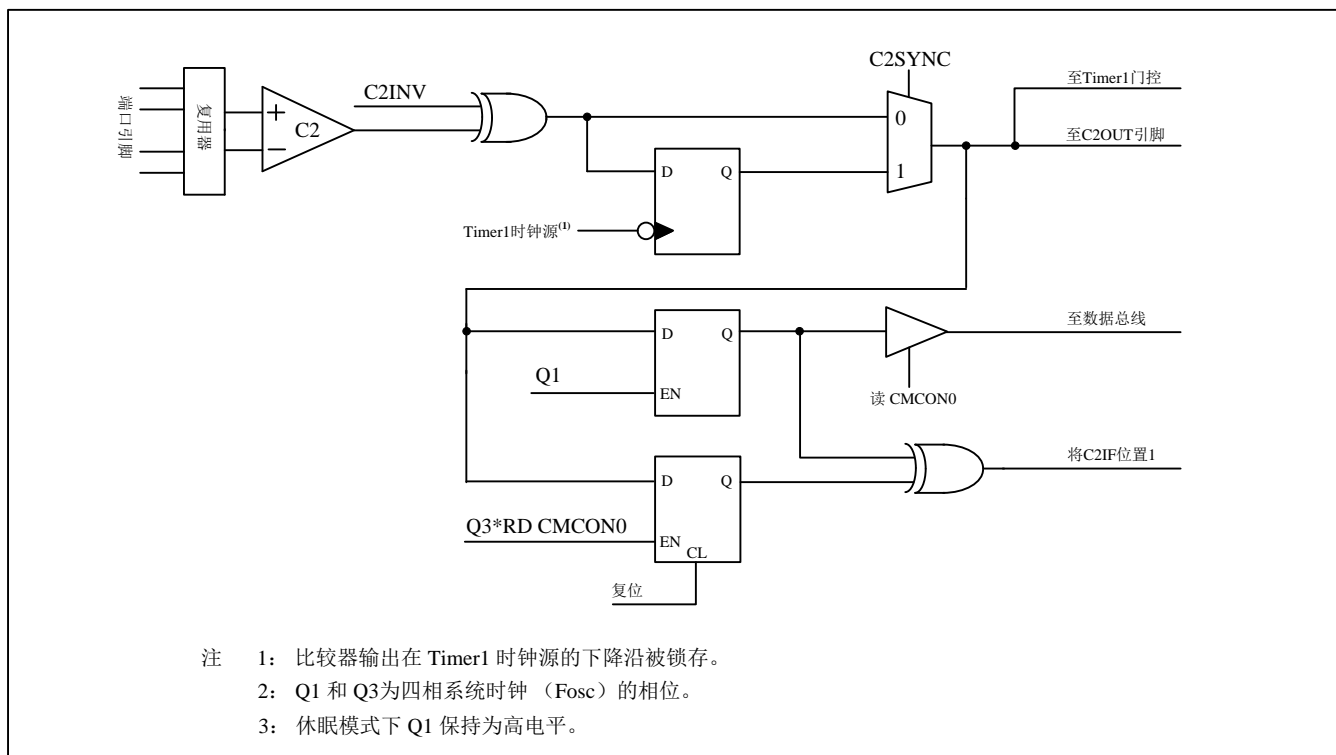 C2SYNC
至Timer1门控
端口引脚
复用器
+
−
C2
C2INV
0
1
至C2OUT引脚
D
Q
Timer1时钟源(1)
D
Q
至数据总线
Q1
EN
读 CMCON0
D
Q
将C2IF位置1
Q3*RD CMCON0
EN
CL
复位
注 1： 比较器输出在 Timer1 时钟源的下降沿被锁存。
2： Q1 和 Q3为四相系统时钟 （Fosc）的相位。
3： 休眠模式下 Q1 保持为高电平。